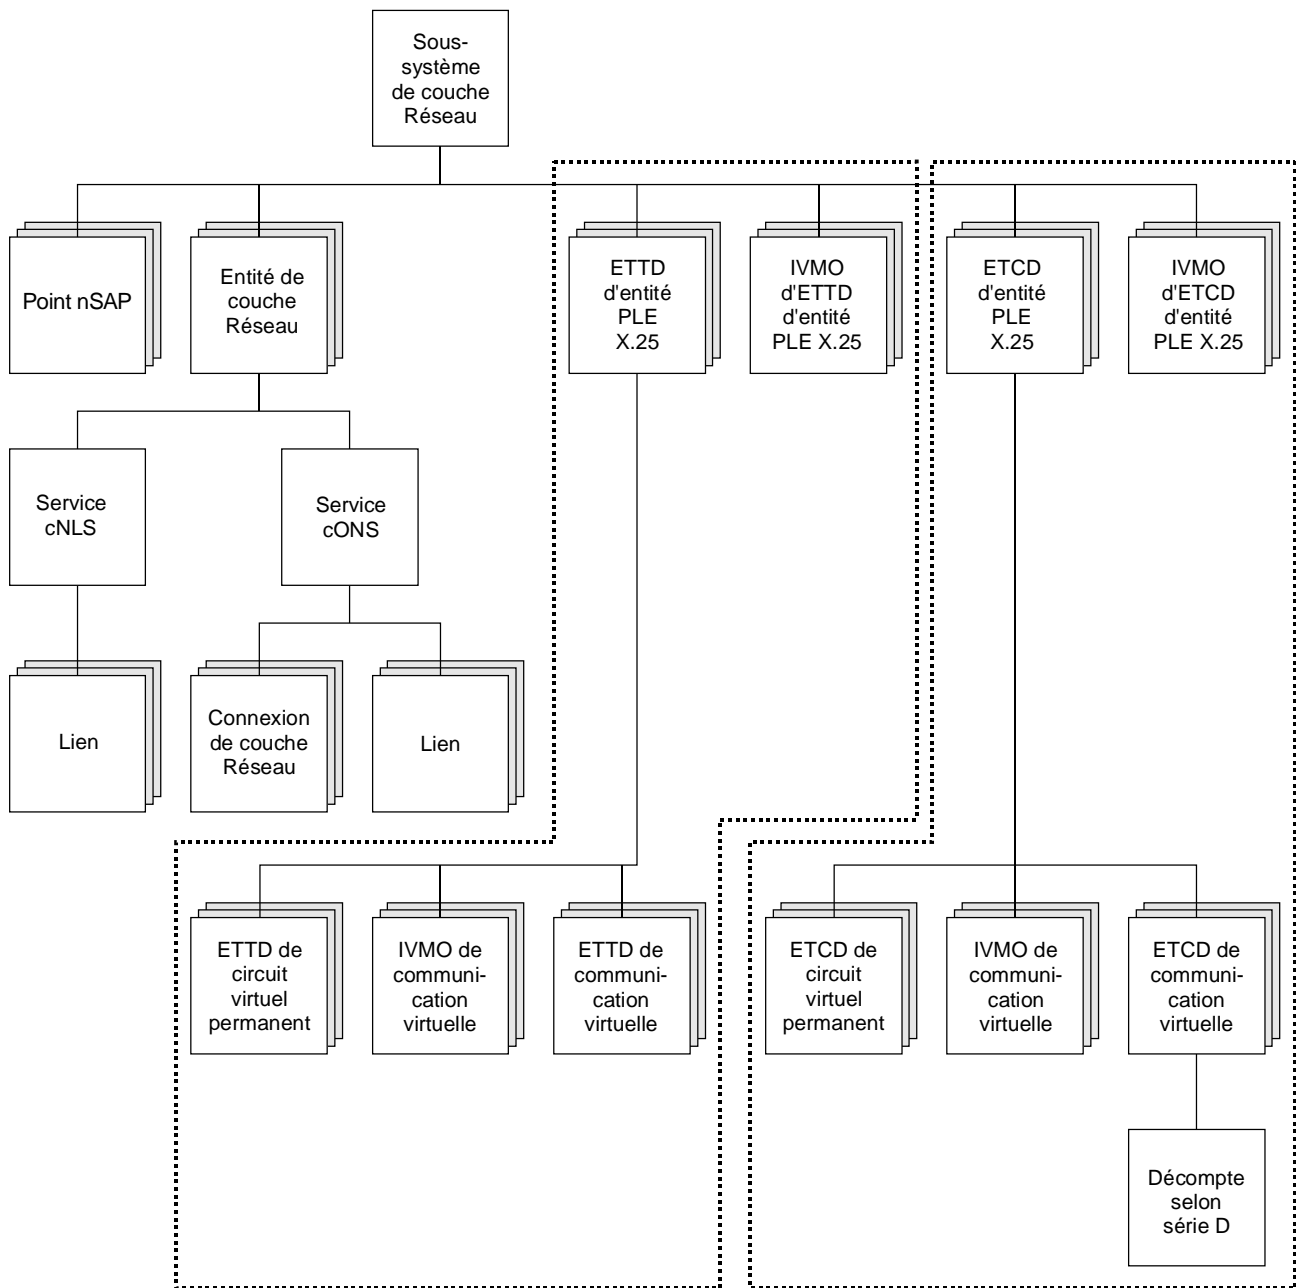 Sous-
système
de couche
Réseau
Point nSAP
Entité de
couche
Réseau
ETTD
d'entité
PLE
X.25
IVMO
d'ETTD
d'entité
PLE X.25
ETCD
d'entité
PLE
X.25
IVMO
d'ETCD
d'entité
PLE X.25
Service
cNLS
Service
cONS
Lien
Connexion
de couche
Réseau
Lien
ETTD de
circuit
virtuel
permanent
IVMO de
communi-
cation
virtuelle
ETTD de
communi-
cation
virtuelle
ETCD de
circuit
virtuel
permanent
IVMO de
communi-
cation
virtuelle
ETCD de
communi-
cation
virtuelle
Décompte
selon
série D